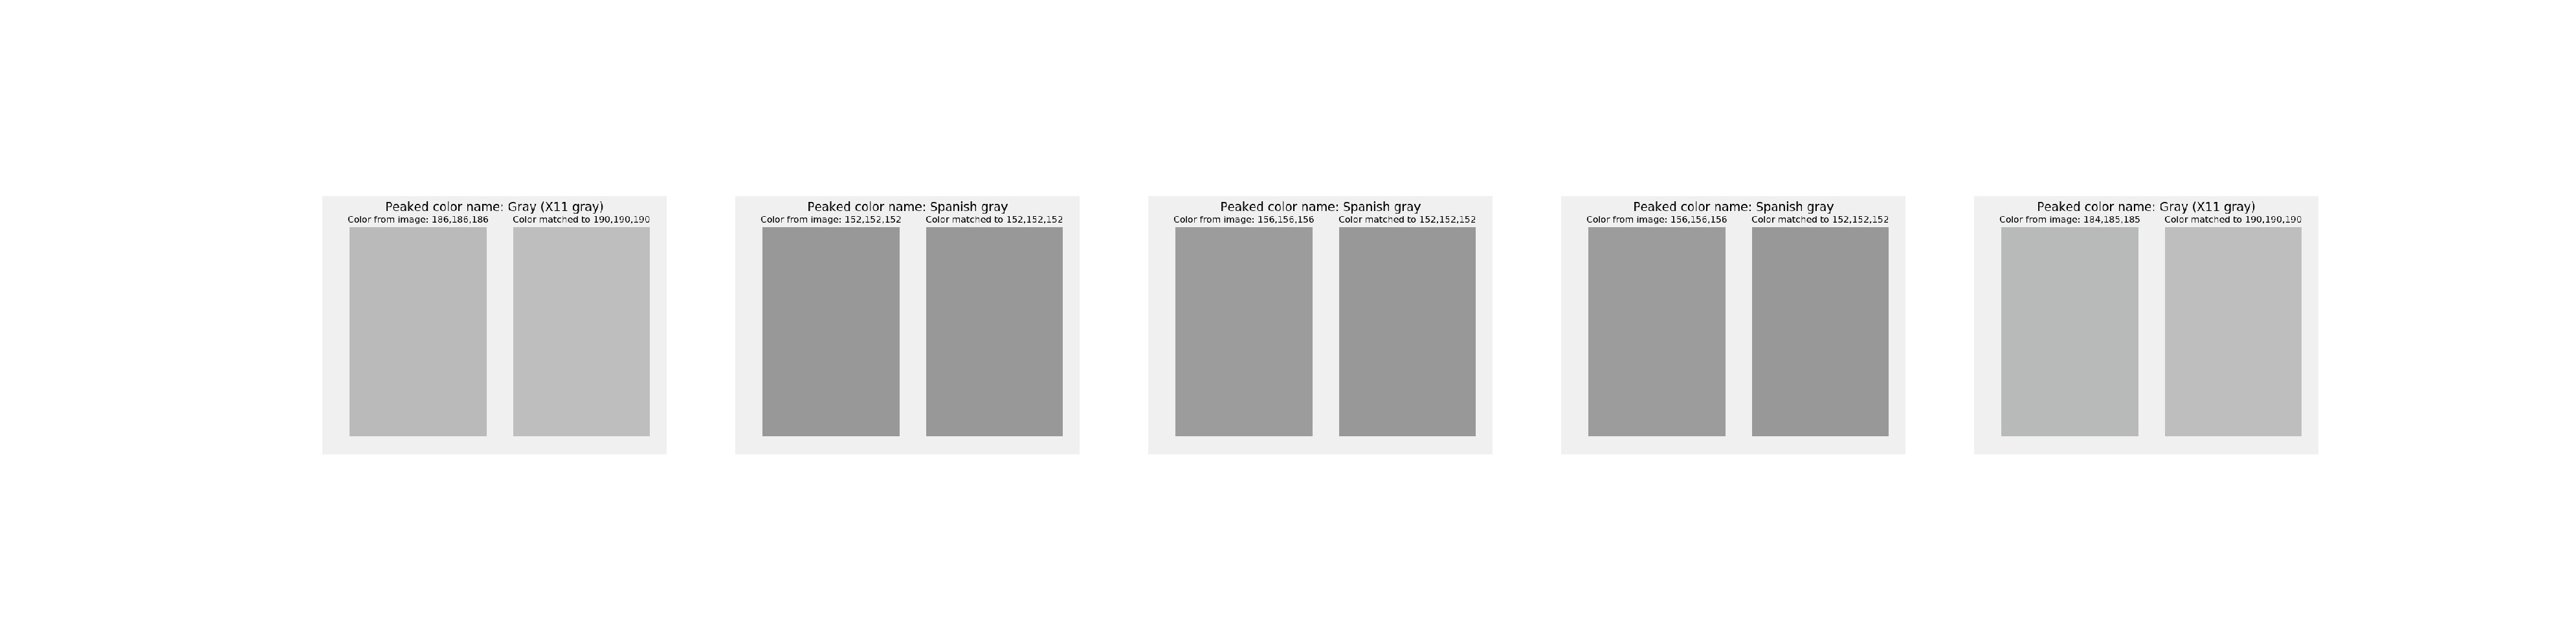 Peaked color name: Gray (X11 gray)
Color from image: 186,186,186 Color matched to 190,190,190
Peaked color name: Spanish gray
Color from image: 152,152,152 Color matched to 152,152,152
Peaked color name: Spanish gray
Color from image: 156,156,156 Color matched to 152,152,152
Peaked color name: Spanish gray
Color from image: 156,156,156 Color matched to 152,152,152
Peaked color name: Gray (X11 gray)
Color from image: 184,185,185 Color matched to 190,190,190